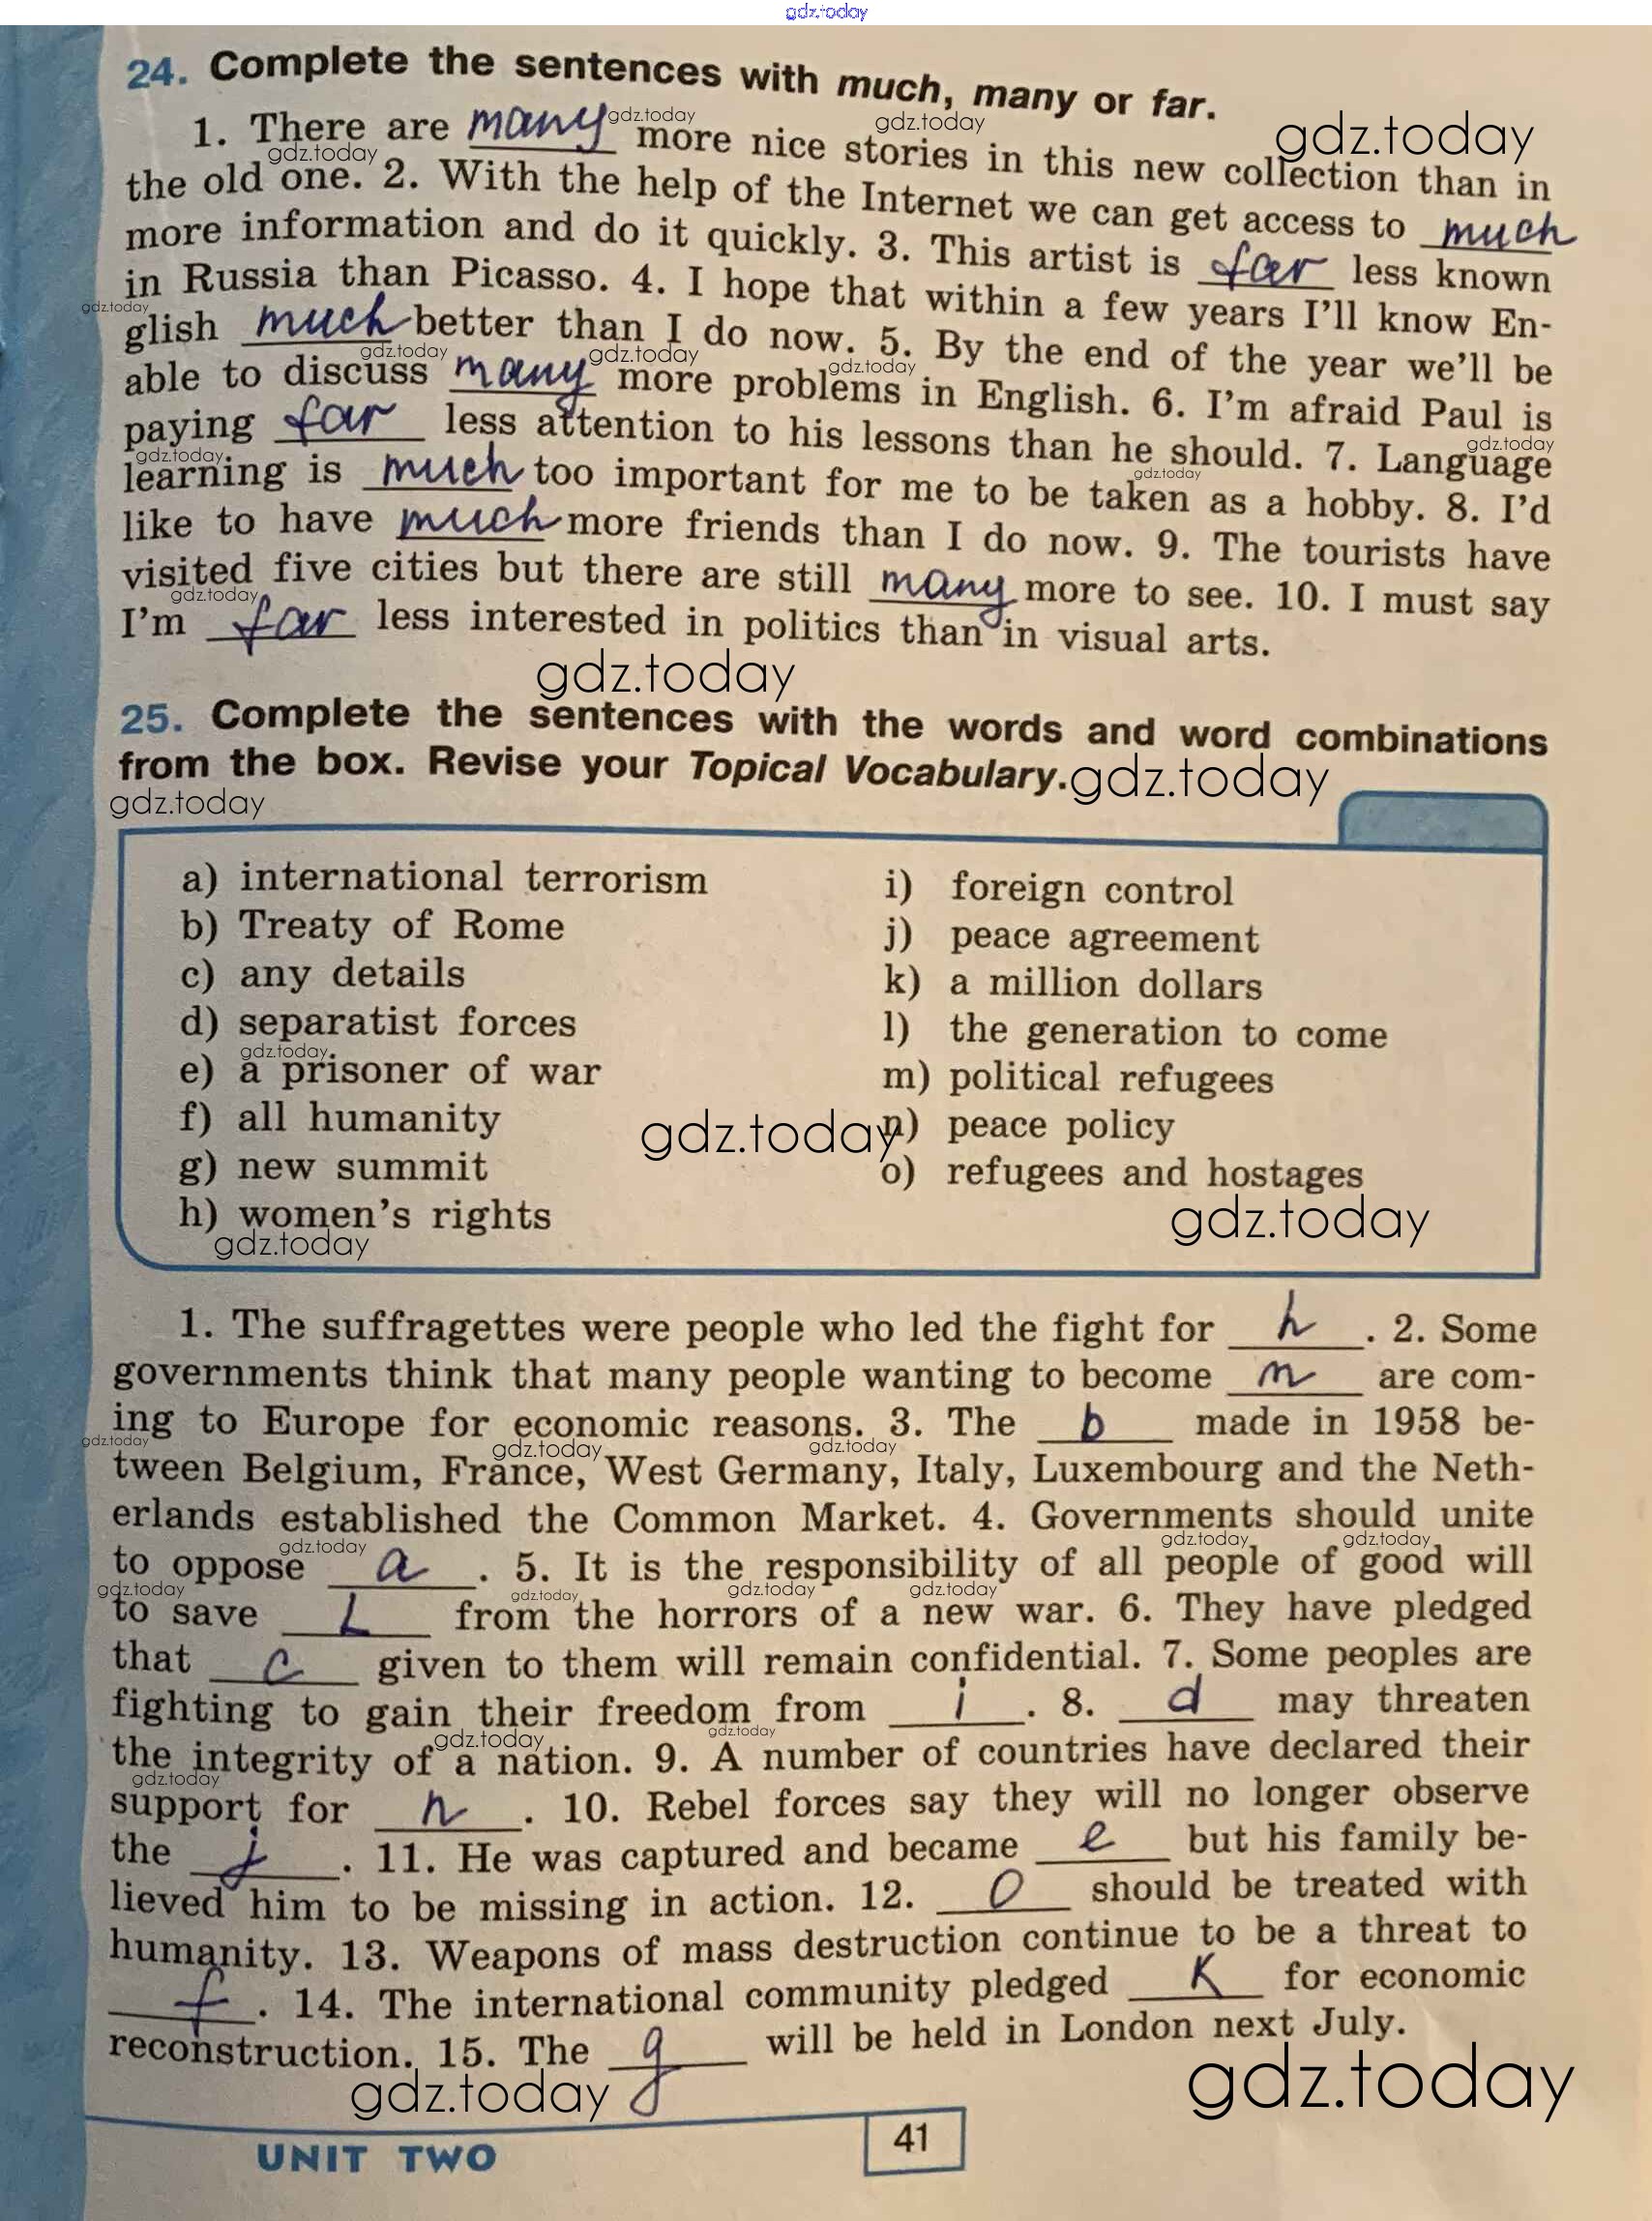 gdz.today
24. Complete the sentences with much, many or far.
1. There are many more nice stories in this new collection than in
the old one. 2. With the help of the Internet we can get access to much
more information and do it quickly. 3. This artist is far less known
in Russia than Picasso. 4. I hope that within a few years I'll know En-
glish much better than I do now. 5. By the end of the year we'll be
able to discuss many more problems in English. 6. I'm afraid Paul is
paying far less attention to his lessons than he should. 7. Language
learning is much too important for me to be taken as a hobby. 8. I'd
like to have much more friends than I do now. 9. The tourists have
visited five cities but there are still many more to see. 10. I must say
I'm far less interested in politics than in visual arts.
gdz.today
25. Complete the sentences with the words and word combinations
from the box. Revise your Topical Vocabulary. gdz.today
gdz.today
a) international terrorism
b) Treaty of Rome
c) any details
d) separatist forces
e) a prisoner of war
f) all humanity
g) new summit
h) women's rights
i) foreign control
j) peace agreement
k) a million dollars
l) the generation to come
m) political refugees
n) peace policy
o) refugees and hostages
gdz.today
gdz.today
gdz.today
1. The suffragettes were people who led the fight for h. 2. Some
governments think that many people wanting to become m are com-
ing to Europe for economic reasons. 3. The b made in 1958 be-
tween Belgium, France, West Germany, Italy, Luxembourg and the Neth-
erlands established the Common Market. 4. Governments should unite
to oppose a. 5. It is the responsibility of all people of good will
to save L from the horrors of a new war. 6. They have pledged
that c given to them will remain confidential. 7. Some peoples are
fighting to gain their freedom from i. 8. d may threaten
the integrity of a nation. 9. A number of countries have declared their
support for n. 10. Rebel forces say they will no longer observe
the j. 11. He was captured and became e but his family be-
lieved him to be missing in action. 12. O should be treated with
humanity. 13. Weapons of mass destruction continue to be a threat to
f. 14. The international community pledged K for economic
reconstruction. 15. The g will be held in London next July.
gdz.today
gdz.today
UNIT TWO
41